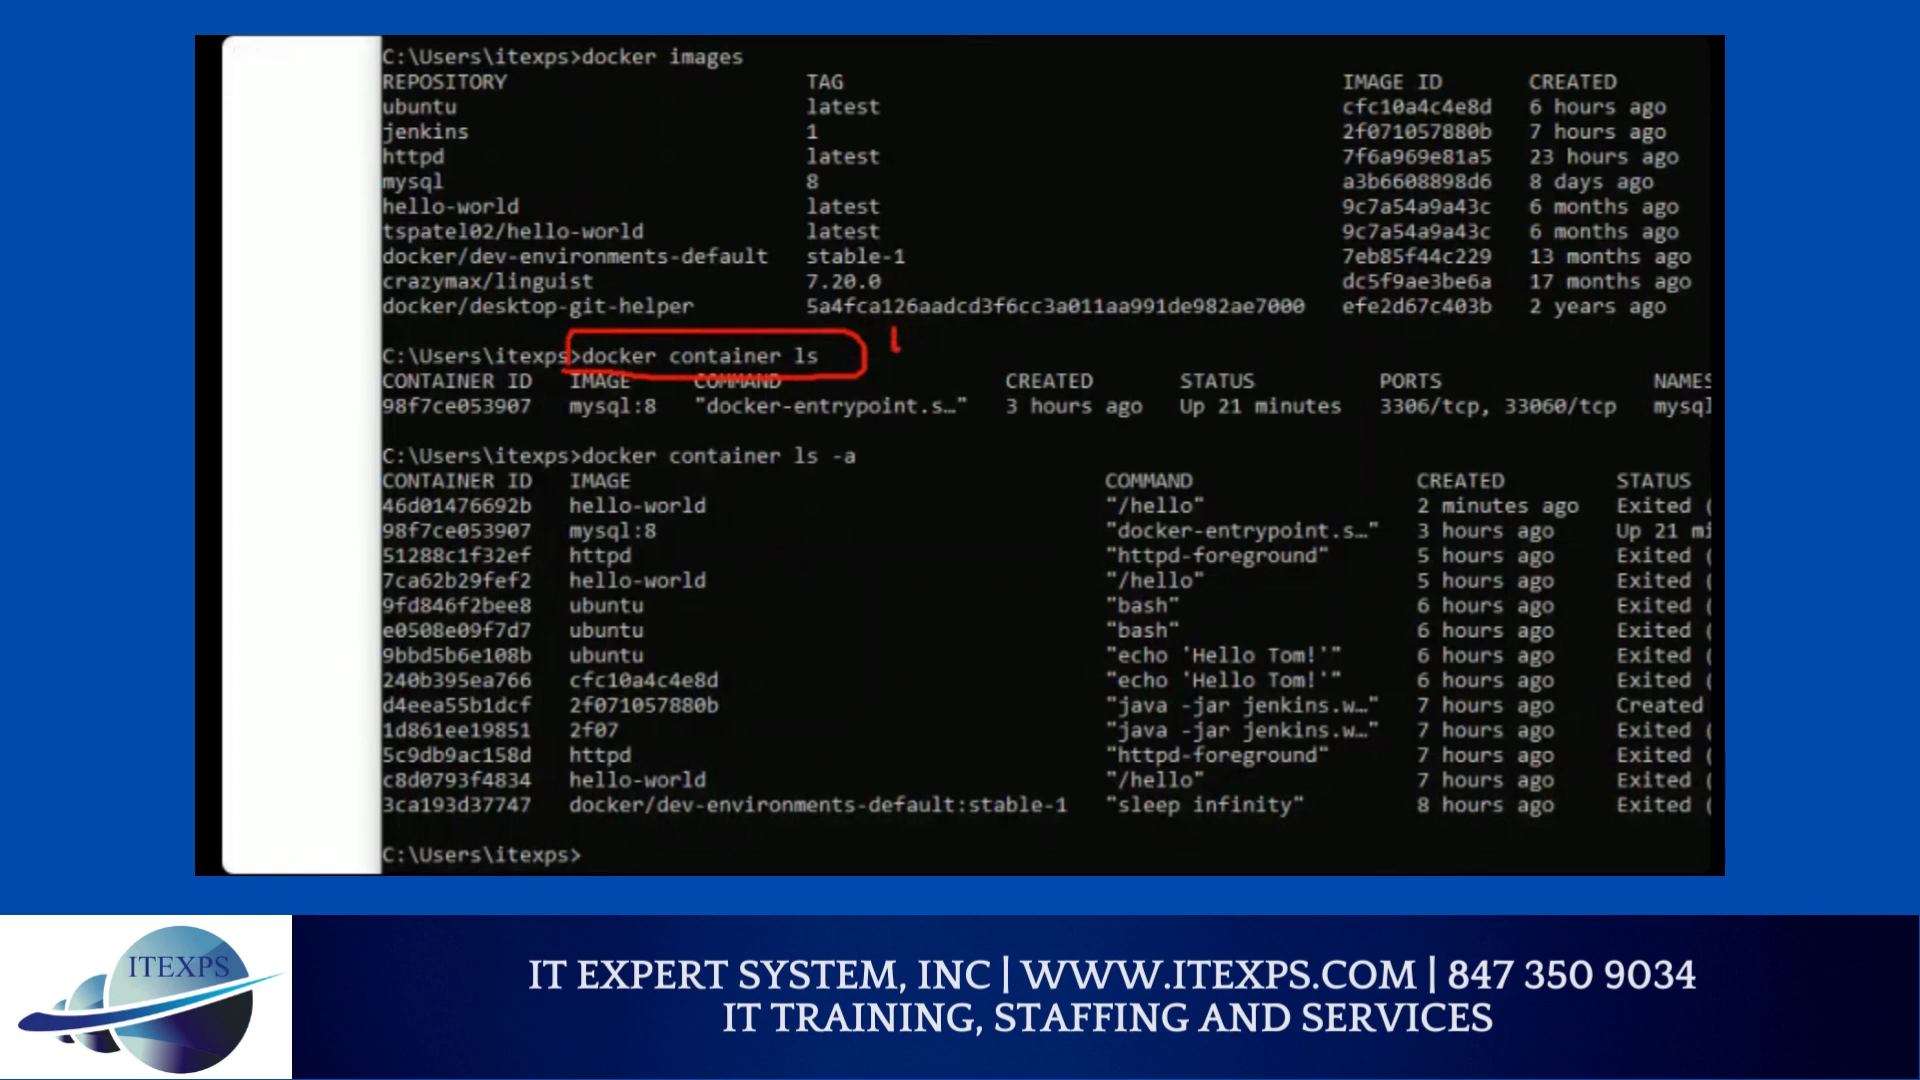 C:\Users\itexps>docker images
REPOSITORY TAG IMAGE ID CREATED
ubuntu latest cfc10a4c4e8d 6 hours ago
jenkins 1 2f071057880b 7 hours ago
httpd latest 7f6a969e81a5 23 hours ago
mysql 8 a3b6608898d6 8 days ago
hello-world latest 9c7a54a9a43c 6 months ago
tspatel02/hello-world latest 9c7a54a9a43c 6 months ago
docker/dev-environments-default stable-1 7eb85f44c229 13 months ago
crazymax/linguist 7.20.0 dc5f9ae3be6a 17 months ago
docker/desktop-git-helper 5a4fca126aadcd3f6cc3a011aa991de982ae7000 efe2d67c403b 2 years ago
C:\Users\itexps>docker container ls
CONTAINER ID IMAGE COMMAND CREATED STATUS PORTS NAMES
98f7ce053907 mysql:8 "docker-entrypoint.s…" 3 hours ago Up 21 minutes 3306/tcp, 33060/tcp mysql
C:\Users\itexps>docker container ls -a
CONTAINER ID IMAGE COMMAND CREATED STATUS
46d01476692b hello-world "/hello" 2 minutes ago Exited (
98f7ce053907 mysql:8 "docker-entrypoint.s…" 3 hours ago Up 21 mi
51288c1f32ef httpd "httpd-foreground" 5 hours ago Exited (
7ca62b29fef2 hello-world "/hello" 5 hours ago Exited (
9fd846f2bee8 ubuntu "bash" 6 hours ago Exited (
e0508e09f7d7 ubuntu "bash" 6 hours ago Exited (
9bbd5b6e108b ubuntu "echo 'Hello Tom!'" 6 hours ago Exited (
240b395ea766 cfc10a4c4e8d "echo 'Hello Tom!'" 6 hours ago Exited (
d4eea55b1dcf 2f071057880b "java -jar jenkins.w…" 7 hours ago Created
1d861ee19851 2f07 "java -jar jenkins.w…" 7 hours ago Exited (
5c9db9ac158d httpd "httpd-foreground" 7 hours ago Exited (
c8d0793f4834 hello-world "/hello" 7 hours ago Exited (
3ca193d37747 docker/dev-environments-default:stable-1 "sleep infinity" 8 hours ago Exited (
C:\Users\itexps>
ITEXPS
IT EXPERT SYSTEM, INC | WWW.ITEXPS.COM | 847 350 9034
IT TRAINING, STAFFING AND SERVICES